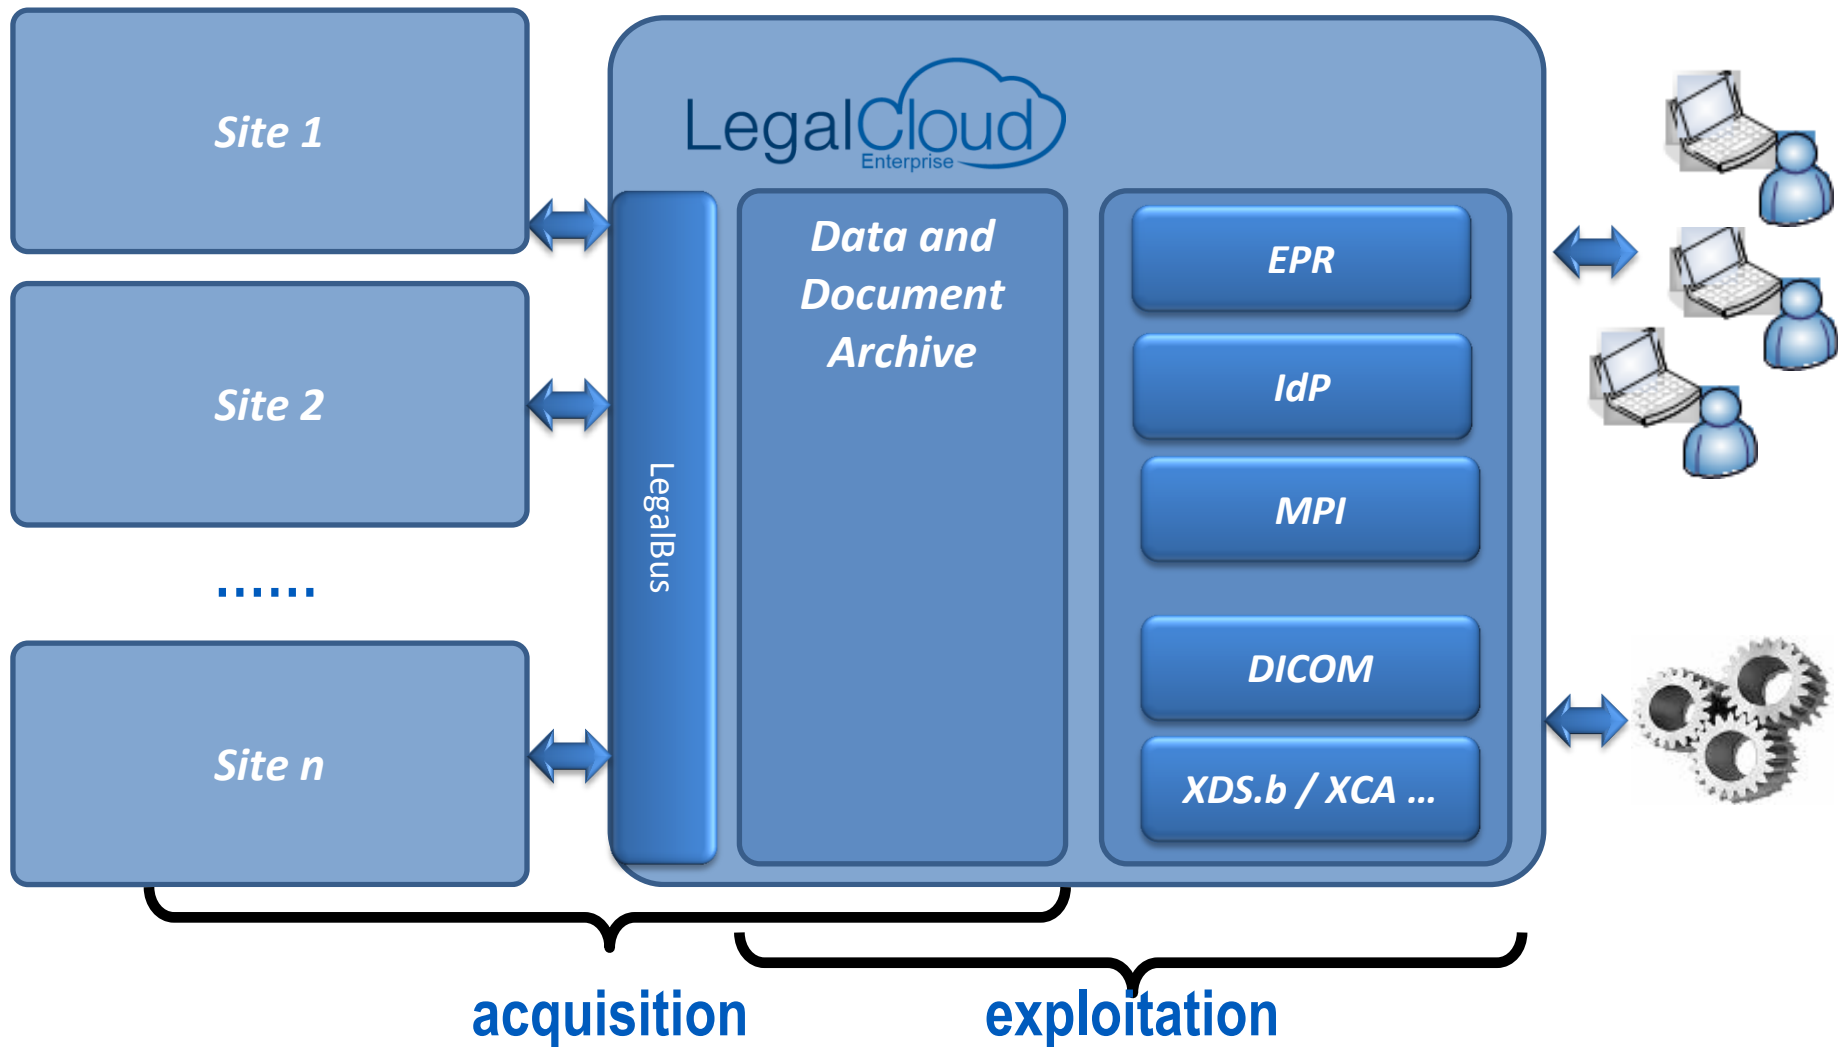 Site 1
Site 2
......
Site n
LegalCloud
Enterprise
LegalBus
Data and
Document
Archive
EPR
IdP
MPI
DICOM
XDS.b / XCA ...
acquisition
exploitation